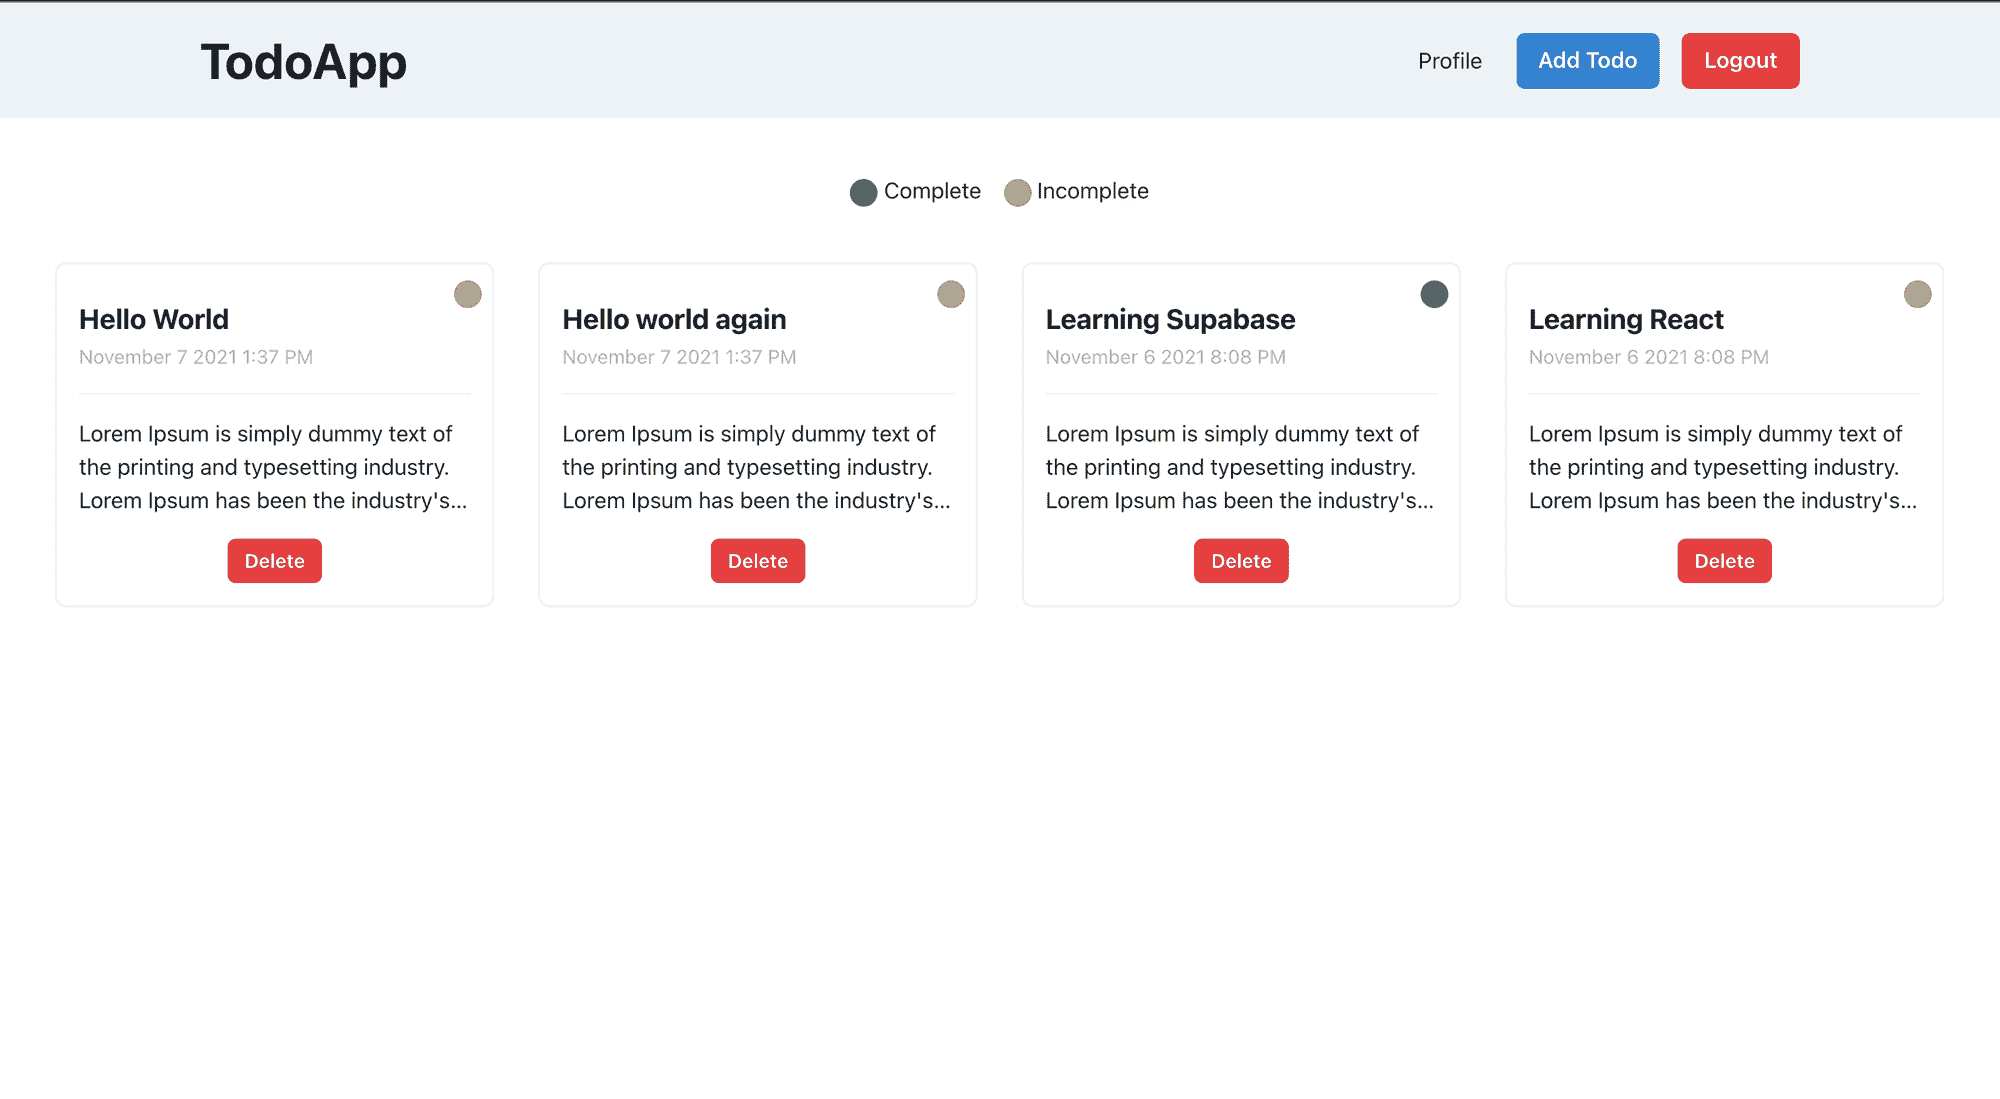 TodoApp
Profile
Add Todo
Logout
Complete
Incomplete
Hello World
November 7 2021 1:37 PM
Lorem Ipsum is simply dummy text of
the printing and typesetting industry.
Lorem Ipsum has been the industry's...
Delete
Hello world again
November 7 2021 1:37 PM
Lorem Ipsum is simply dummy text of
the printing and typesetting industry.
Lorem Ipsum has been the industry's...
Delete
Learning Supabase
November 6 2021 8:08 PM
Lorem Ipsum is simply dummy text of
the printing and typesetting industry.
Lorem Ipsum has been the industry's...
Delete
Learning React
November 6 2021 8:08 PM
Lorem Ipsum is simply dummy text of
the printing and typesetting industry.
Lorem Ipsum has been the industry's...
Delete